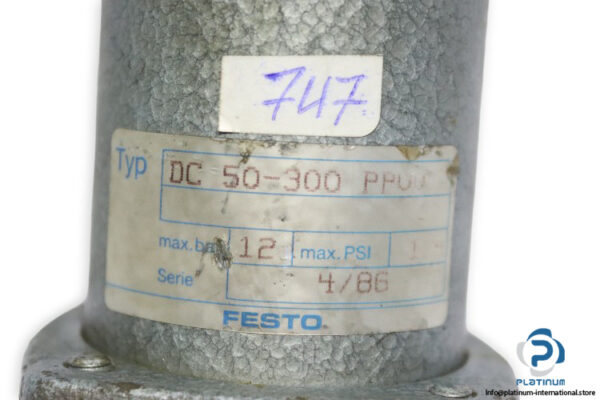 747.
Typ DC 50-300
max. bar 12 max. PSI
Serie 4/86
FESTO
PLATINUM
info@platinum-international.store